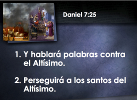 Daniel 7:25
1. Y hablará palabras contra
el Altísimo.
2. Perseguirá a los santos del
Altísimo.